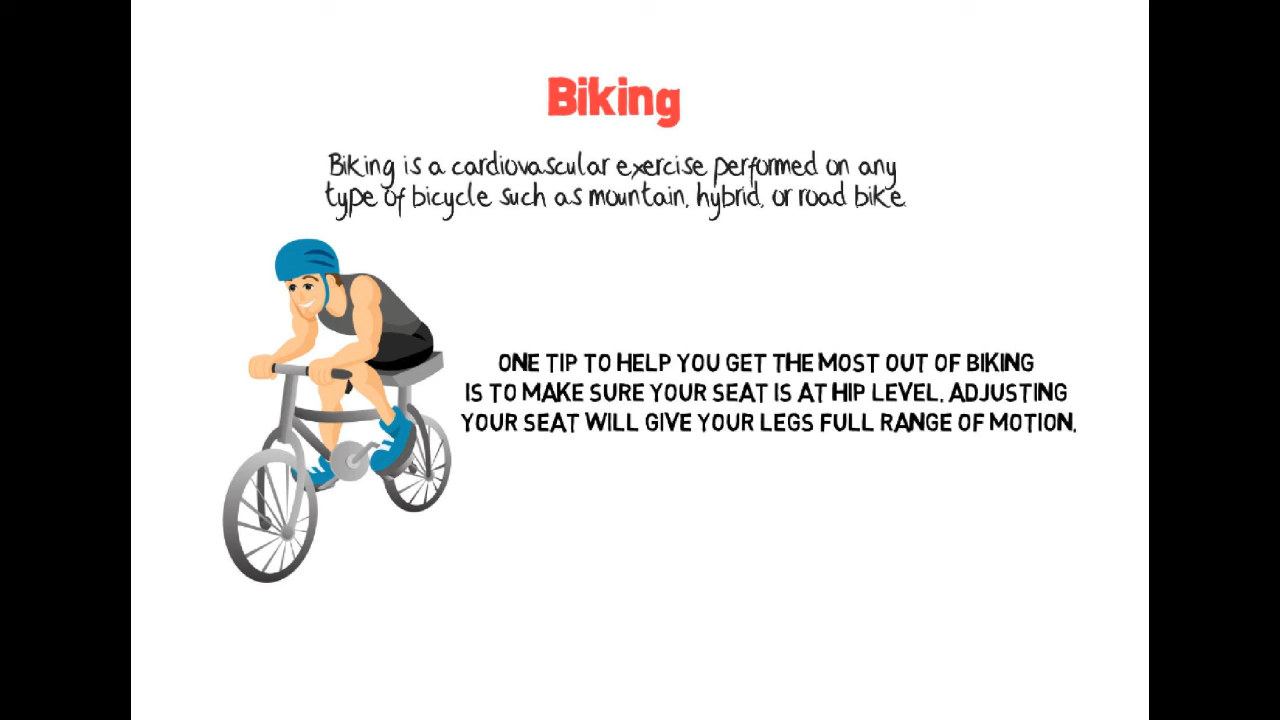 Biking
Biking is a cardiovascular exercise performed on any
type of bicycle such as mountain, hybrid, or road bike.
ONE TIP TO HELP YOU GET THE MOST OUT OF BIKING
IS TO MAKE SURE YOUR SEAT IS AT HIP LEVEL. ADJUSTING
YOUR SEAT WILL GIVE YOUR LEGS FULL RANGE OF MOTION.